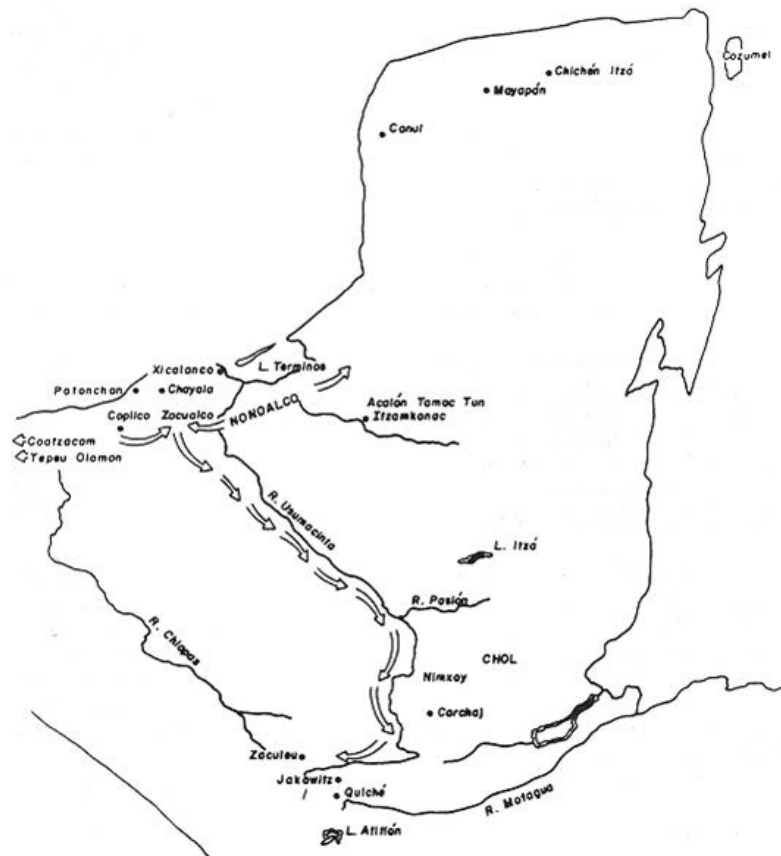 Cozumel
Chichén Itzá
Mayapán
Canul
Xicalanco
L. Terminos
Potonchan
Chayala
Acalán Tamac Tun
Itzamkanac
Coplico
Zacualco
NONOALCO
Coatzacam
Tepeu Olomon
R. Usumacinta
L. Itzá
R. Pasión
R. Chiapas
CHOL
Nimxoy
Carchaj
Zaculeu
Jakawitz
Quiché
R. Motagua
L. Atitlán